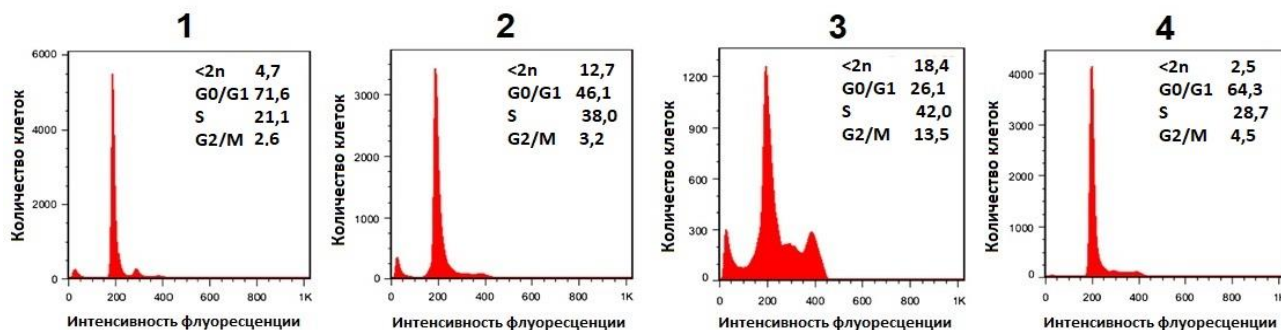 1
6000
4000
2000
0
0 200 400 600 800 1K
<2n 4,7
G0/G1 71,6
S 21,1
G2/M 2.6
Количество клеток
Интенсивность флуоресценции
2
3000
2000
1000
0
0 200 400 600 800 1K
<2n 12,7
G0/G1 46,1
S 38,0
G2/M 3,2
Количество клеток
Интенсивность флуоресценции
3
1200
900
600
300
0
0 200 400 600 800 1K
<2n 18,4
G0/G1 26,1
S 42,0
G2/M 13,5
Количество клеток
Интенсивность флуоресценции
4
4000
3000
2000
1000
0
0 200 400 600 800 1K
<2n 2,5
G0/G1 64,3
S 28,7
G2/M 4,5
Количество клеток
Интенсивность флуоресценции